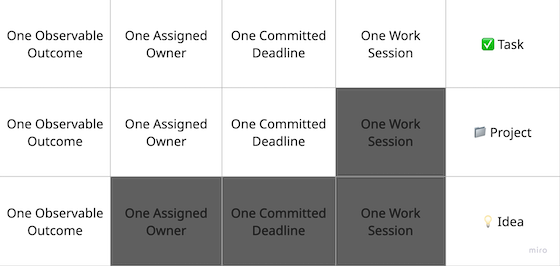 One Observable
Outcome
One Assigned
Owner
One Committed
Deadline
One Work
Session
✅ Task
One Observable
Outcome
One Assigned
Owner
One Committed
Deadline
One Work
Session
📁 Project
One Observable
Outcome
One Assigned
Owner
One Committed
Deadline
One Work
Session
💡 Idea
miro